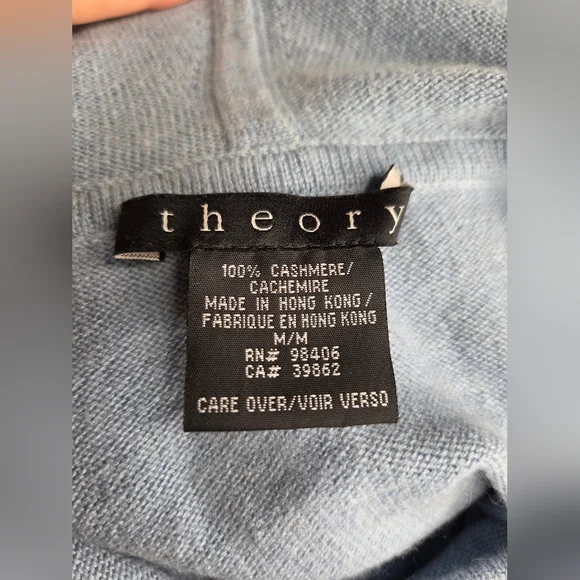 theory
100% CASHMERE/
CACHEMIRE
MADE IN HONG KONG/
FABRIQUE EN HONG KONG
M/M
RN# 98406
CA# 39862
CARE OVER/VOIR VERSO